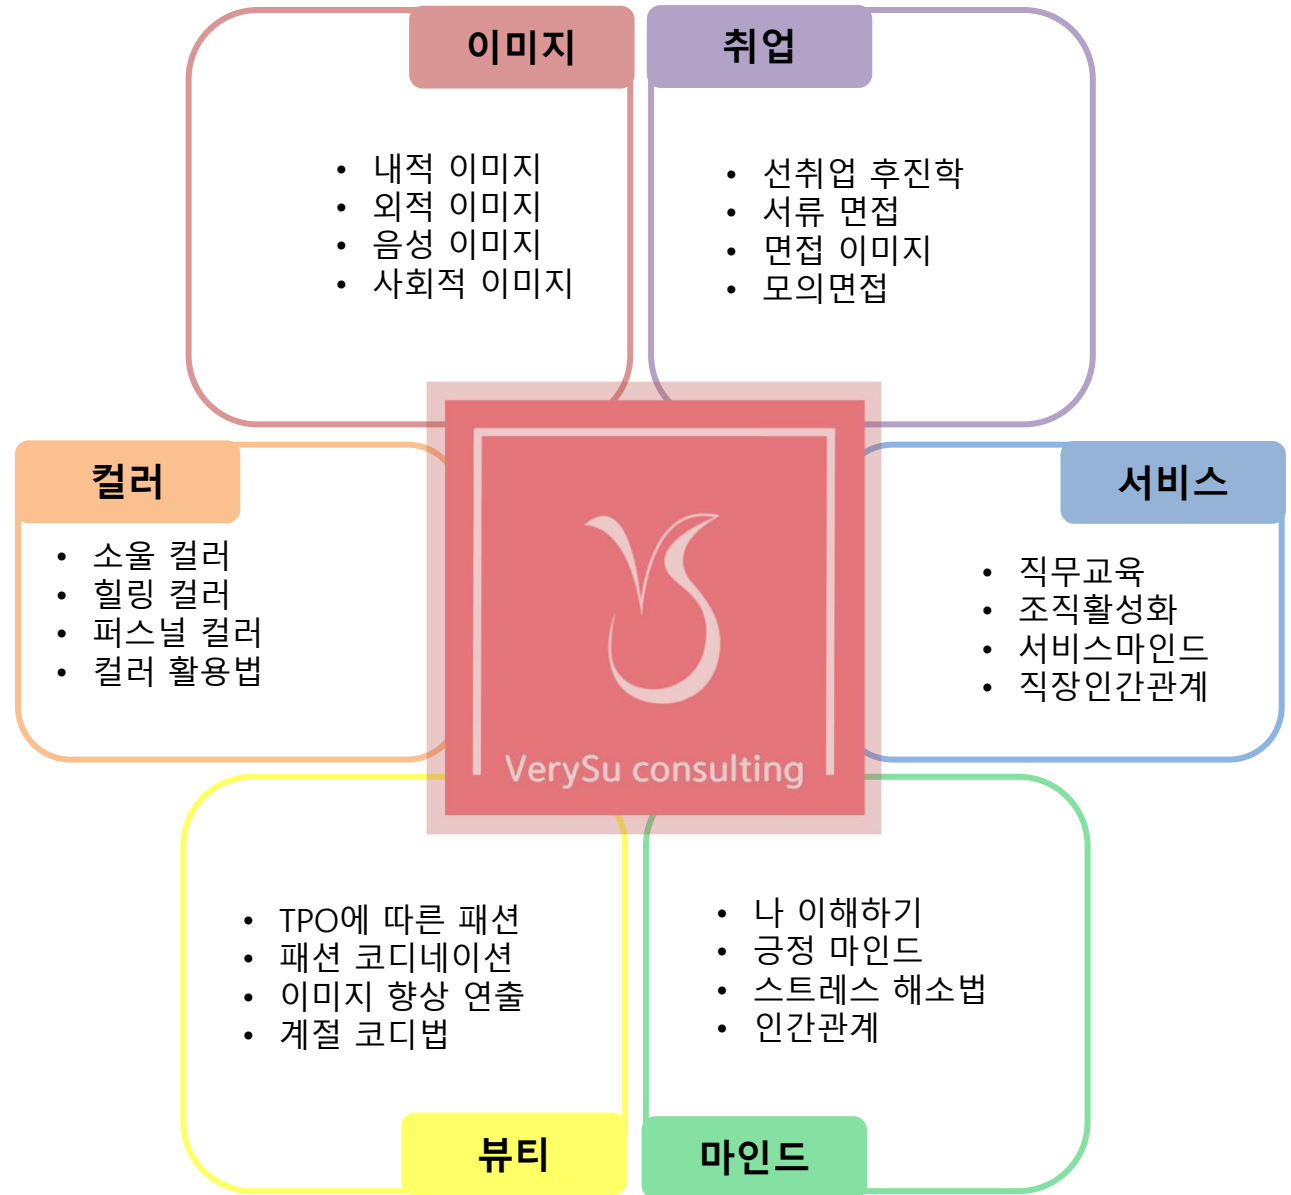 이미지
• 내적 이미지
• 외적 이미지
• 음성 이미지
• 사회적 이미지
취업
• 선취업 후진학
• 서류 면접
• 면접 이미지
• 모의면접
컬러
• 소울 컬러
• 힐링 컬러
• 퍼스널 컬러
• 컬러 활용법
VerySu consulting
서비스
• 직무교육
• 조직활성화
• 서비스마인드
• 직장인간관계
• TPO에 따른 패션
• 패션 코디네이션
• 이미지 향상 연출
• 계절 코디법
뷰티
• 나 이해하기
• 긍정 마인드
• 스트레스 해소법
• 인간관계
마인드